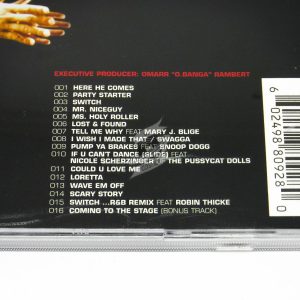 EXECUTIVE PRODUCER: OMARR "O.BANGA" RAMBERT
001 HERE HE COMES
002 PARTY STARTER
003 SWITCH
004 MR. NICEGUY
005 MS. HOLY ROLLER
006 LOST & FOUND
007 TELL ME WHY FEAT MARY J. BLIGE
008 I WISH I MADE THAT / SWAGGA
009 PUMP YA BRAKES FEAT SNOOP DOGG
010 IF U CAN'T DANCE (SLIDE) FEAT
NICOLE SCHERZINGER OF THE PUSSYCAT DOLLS
011 COULD U LOVE ME
012 LORETTA
013 WAVE EM OFF
014 SCARY STORY
015 SWITCH ...R&B REMIX FEAT ROBIN THICKE
016 COMING TO THE STAGE (BONUS TRACK)
6 02498 80928 0